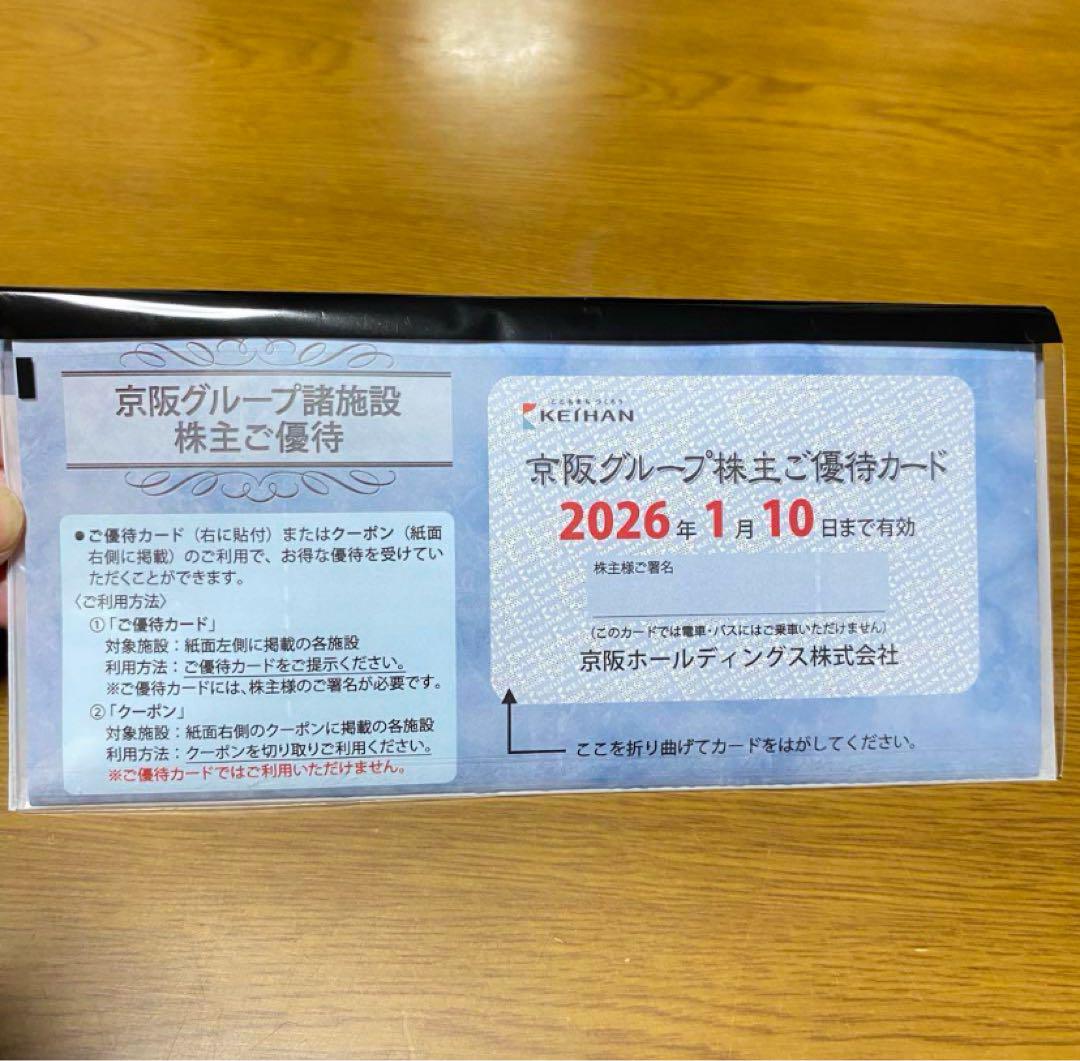 京阪グループ諸施設
株主ご優待
●ご優待カード（右に貼付）またはクーポン（紙面
右側に掲載）のご利用で、お得な優待を受けてい
ただくことができます。
〈ご利用方法〉
①「ご優待カード」
対象施設：紙面左側に掲載の各施設
利用方法：ご優待カードをご提示ください。
※ご優待カードには、株主様のご署名が必要です。
②「クーポン」
対象施設：紙面右側のクーポンに掲載の各施設
利用方法：クーポンを切り取りご利用ください。
※ご優待カードではご利用いただけません。
こころまち つくろう
KEIHAN
京阪グループ株主ご優待カード
2026年1月10日まで有効
株主様ご署名
（このカードでは電車・バスにはご乗車いただけません）
京阪ホールディングス株式会社
ここを折り曲げてカードをはがしてください。